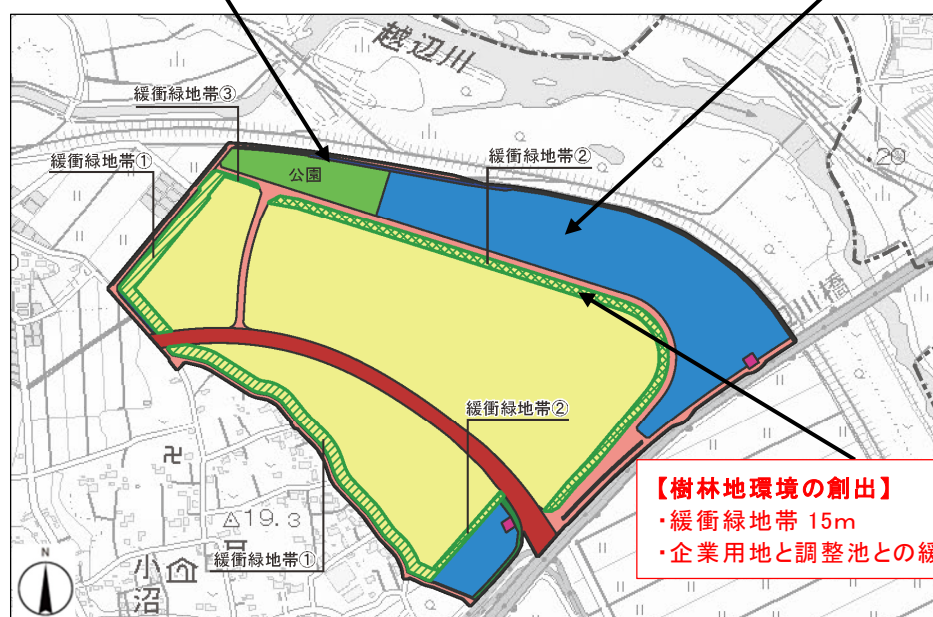 越辺川
緩衝緑地帯③
緩衝緑地帯①
緩衝緑地帯②
公園
20
川橋
緩衝緑地帯②
【樹林地環境の創出】
・緩衝緑地帯 15m
・企業用地と調整池との緩
△19.3
緩衝緑地帯①
小沼
N